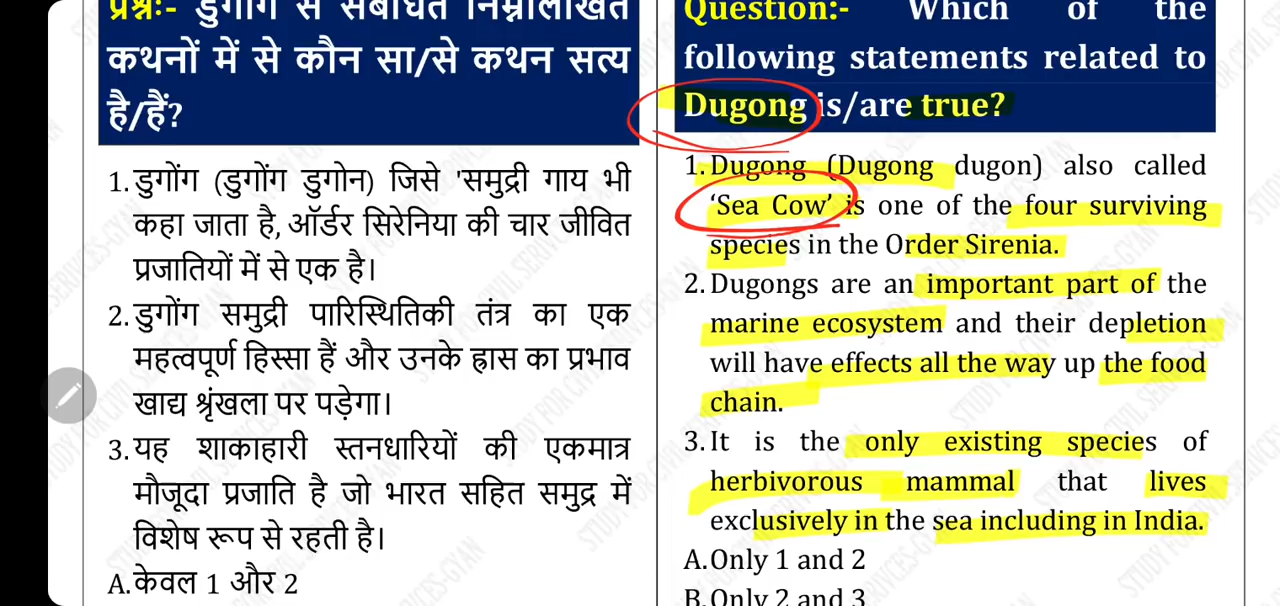 प्रश्नः- डुगोंग से संबंधित निम्नलिखित
कथनों में से कौन सा/से कथन सत्य
है/हैं?
1. डुगोंग (डुगोंग डुगोन) जिसे 'समुद्री गाय भी
कहा जाता है, ऑर्डर सिरेनिया की चार जीवित
प्रजातियों में से एक है।
2. डुगोंग समुद्री पारिस्थितिकी तंत्र का एक
महत्वपूर्ण हिस्सा हैं और उनके ह्रास का प्रभाव
खाद्य श्रृंखला पर पड़ेगा।
3. यह शाकाहारी स्तनधारियों की एकमात्र
मौजूदा प्रजाति है जो भारत सहित समुद्र में
विशेष रूप से रहती है।
A. केवल 1 और 2
Question:- Which of the
following statements related to
Dugong is/are true?
1. Dugong (Dugong dugon) also called
‘Sea Cow’ is one of the four surviving
species in the Order Sirenia.
2. Dugongs are an important part of the
marine ecosystem and their depletion
will have effects all the way up the food
chain.
3. It is the only existing species of
herbivorous mammal that lives
exclusively in the sea including in India.
A. Only 1 and 2
B. Only 2 and 3